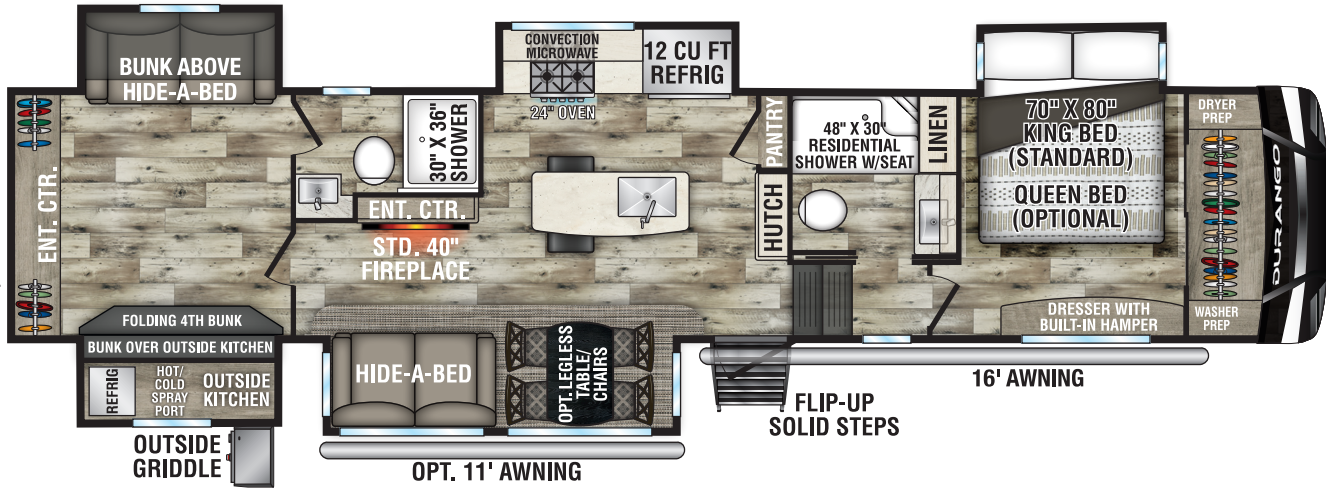 BUNK ABOVE
HIDE-A-BED
ENT. CTR.
FOLDING 4TH BUNK
BUNK OVER OUTSIDE KITCHEN
REFRIG
HOT/
COLD
SPRAY
PORT
OUTSIDE
KITCHEN
OUTSIDE
GRIDDLE
30" X 36"
SHOWER
ENT. CTR.
STD. 40"
FIREPLACE
HIDE-A-BED
OPT. LEGLESS
TABLE/
CHAIRS
OPT. 11' AWNING
CONVECTION
MICROWAVE
24" OVEN
12 CU FT
REFRIG
PANTRY
HUTCH
48" X 30"
RESIDENTIAL
SHOWER W/SEAT
LINEN
FLIP-UP
SOLID STEPS
16' AWNING
70" X 80"
KING BED
(STANDARD)
QUEEN BED
(OPTIONAL)
DRESSER WITH
BUILT-IN HAMPER
DRYER
PREP
WASHER
PREP
DURANGO